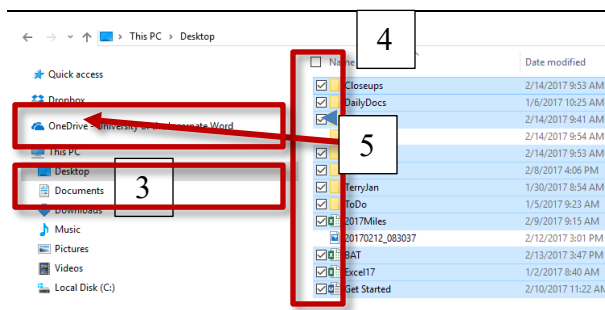 This PC > Desktop
4
Name
Date modified
Quick access
Closeups 2/14/2017 9:53 AM
Dropbox
DailyDocs 1/6/2017 10:25 AM
2/14/2017 9:41 AM
OneDrive - University of the Incarnate Word
2/14/2017 9:54 AM
5
This PC
2/14/2017 9:53 AM
Desktop
2/8/2017 4:06 PM
3
Documents
TerryJan 1/30/2017 8:54 AM
Downloads
ToDo 1/5/2017 9:23 AM
Music
2017Miles 2/9/2017 9:15 AM
Pictures
20170212_083037 2/12/2017 3:01 PM
Videos
BAT 2/13/2017 3:47 PM
Excel17 1/2/2017 8:40 AM
Local Disk (C:)
Get Started 2/10/2017 11:22 AM